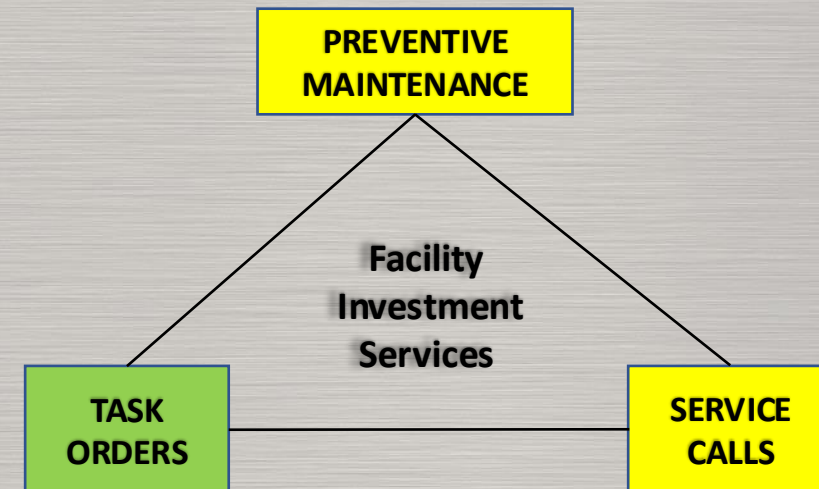 PREVENTIVE
MAINTENANCE
Facility
Investment
Services
TASK
ORDERS
SERVICE
CALLS